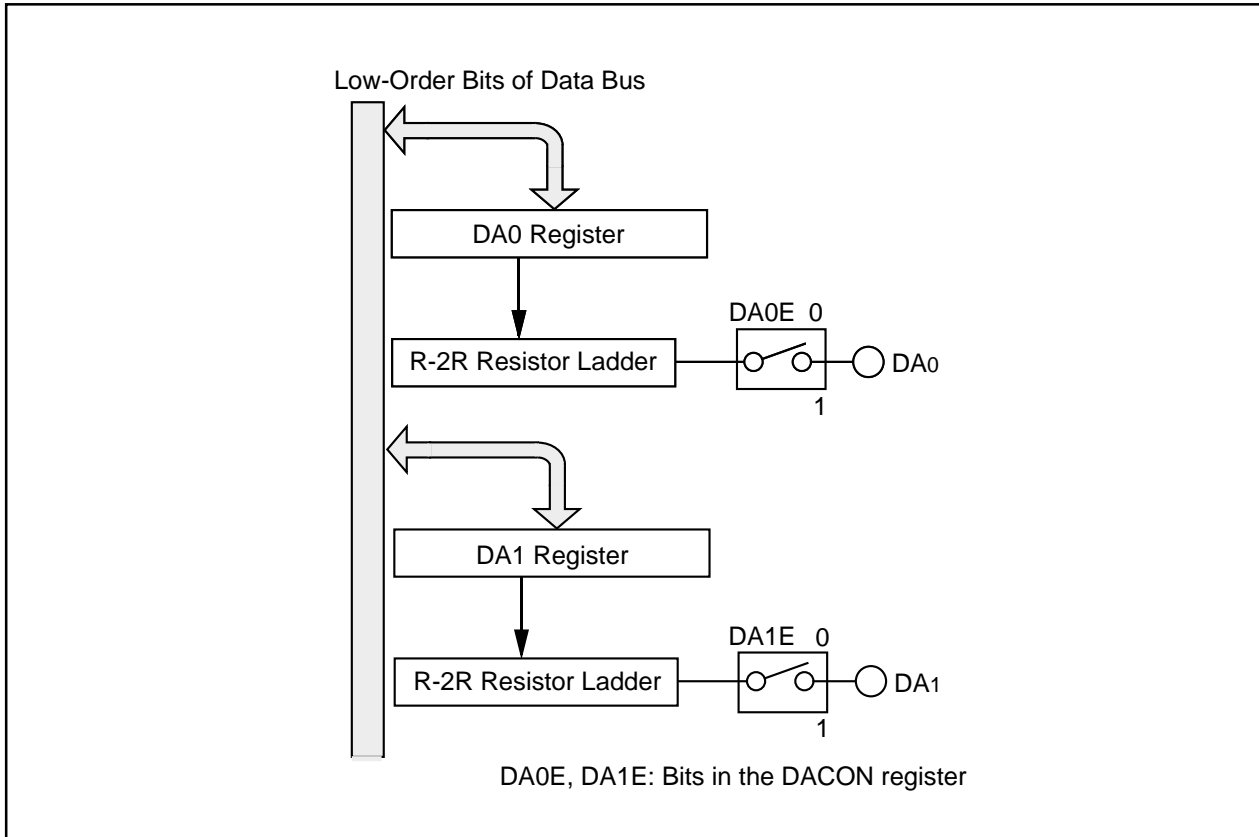 Low-Order Bits of Data Bus
DA0 Register
DA0E 0
R-2R Resistor Ladder
DA0
1
DA1 Register
DA1E 0
R-2R Resistor Ladder
DA1
1
DA0E, DA1E: Bits in the DACON register